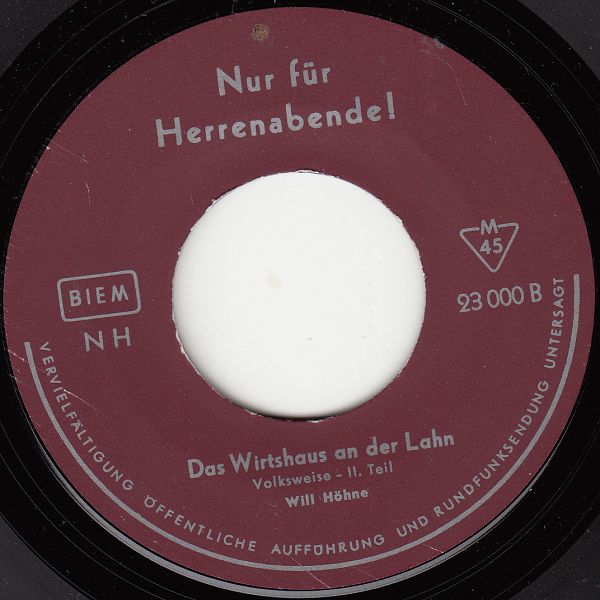 Nur für
Herrenabende!
M
45
BIEM
23 000 B
NH
Das Wirtshaus an der Lahn
Volksweise - II. Teil
Will Höhne
VERVIELFÄLTIGUNG ÖFFENTLICHE AUFFÜHRUNG UND RUNDFUNKSENDUNG UNTERSAGT